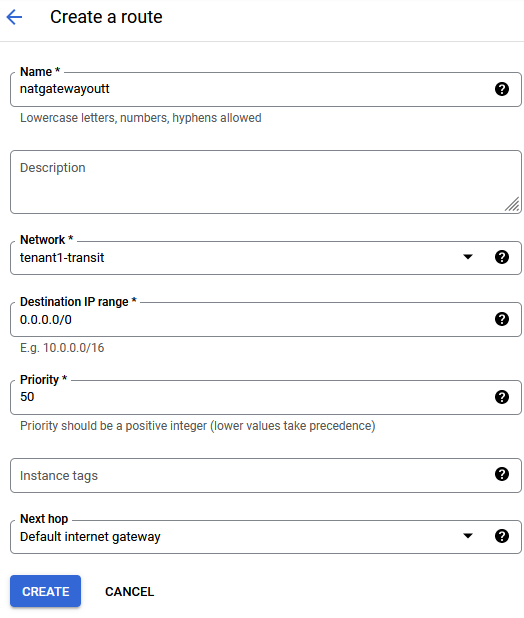 Create a route
Name *
natgatewayoutt
Lowercase letters, numbers, hyphens allowed
Description
Network *
tenant1-transit
Destination IP range *
0.0.0.0/0
E.g. 10.0.0.0/16
Priority *
50
Priority should be a positive integer (lower values take precedence)
Instance tags
Next hop
Default internet gateway
CREATE CANCEL